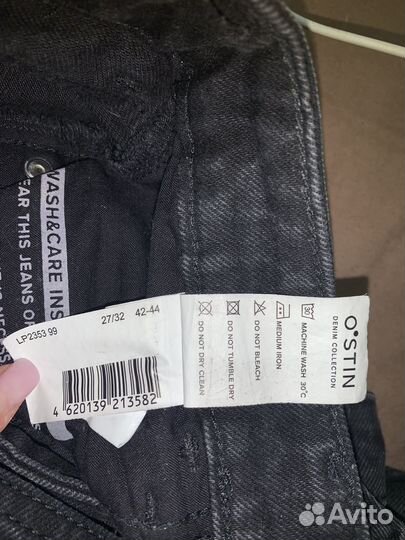 WASH&CARE INS
EAR THIS JEANS O
LP2353 99
27/32 42-44
4 620139 213582
O'STIN
DENIM COLLECTION
30
MACHINE WASH 30°C
MEDIUM IRON
DO NOT BLEACH
DO NOT TUMBLE DRY
DO NOT DRY CLEAN
Avito